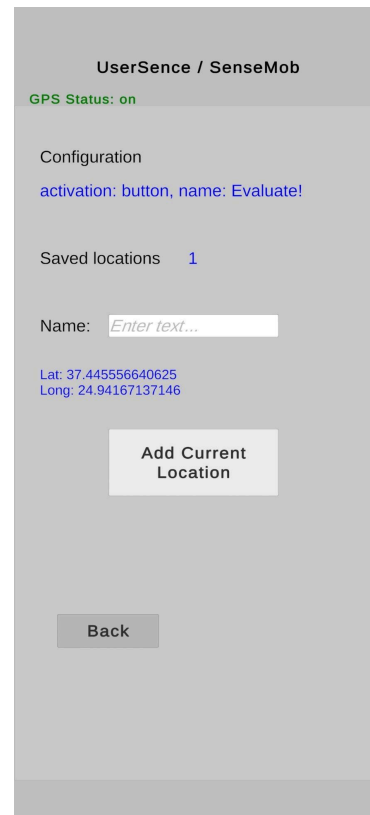 UserSence / SenseMob
GPS Status: on
Configuration
activation: button, name: Evaluate!
Saved locations 1
Name: Enter text...
Lat: 37.445556640625
Long: 24.94167137146
Add Current
Location
Back